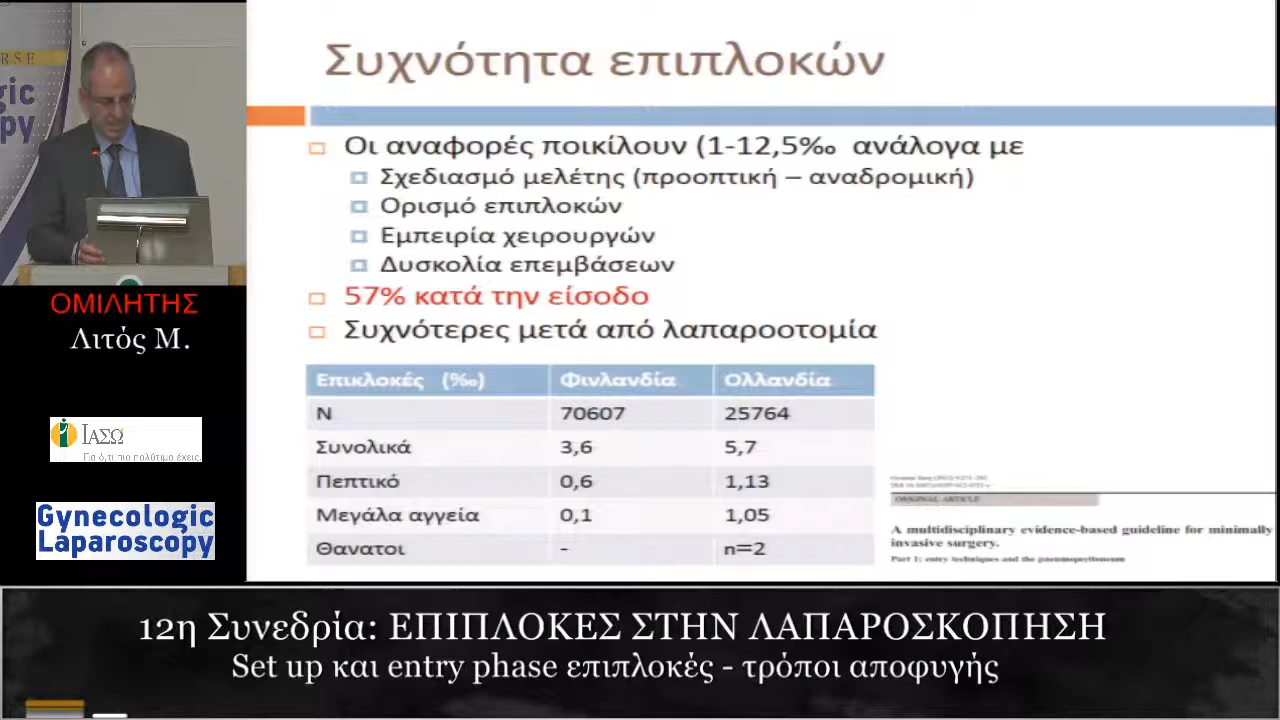 RSE
gic
py
Συχνότητα επιπλοκών
Οι αναφορές ποικίλουν (1-12,5‰ ανάλογα με
Σχεδιασμό μελέτης (προοπτική – αναδρομική)
Ορισμό επιπλοκών
Εμπειρία χειρουργών
Δυσκολία επεμβάσεων
57% κατά την είσοδο
Συχνότερες μετά από λαπαροοτομία
Επικλοκές (‰) Φινλανδία Ολλανδία
Ν 70607 25764
Συνολικά 3,6 5,7
Πεπτικό 0,6 1,13
Μεγάλα αγγεία 0,1 1,05
Θανατοι - n=2
ORIGINAL ARTICLE
A multidisciplinary evidence-based guideline for minimally
invasive surgery.
Part 1: entry techniques and the pneumoperitoneum
ΟΜΙΛΗΤΗΣ
Λιτός Μ.
ΙΑΣΩ
Για ό,τι πιο πολύτιμο έχεις.
Gynecologic
Laparoscopy
12η Συνεδρία: ΕΠΙΠΛΟΚΕΣ ΣΤΗΝ ΛΑΠΑΡΟΣΚΟΠΗΣΗ
Set up και entry phase επιπλοκές - τρόποι αποφυγής